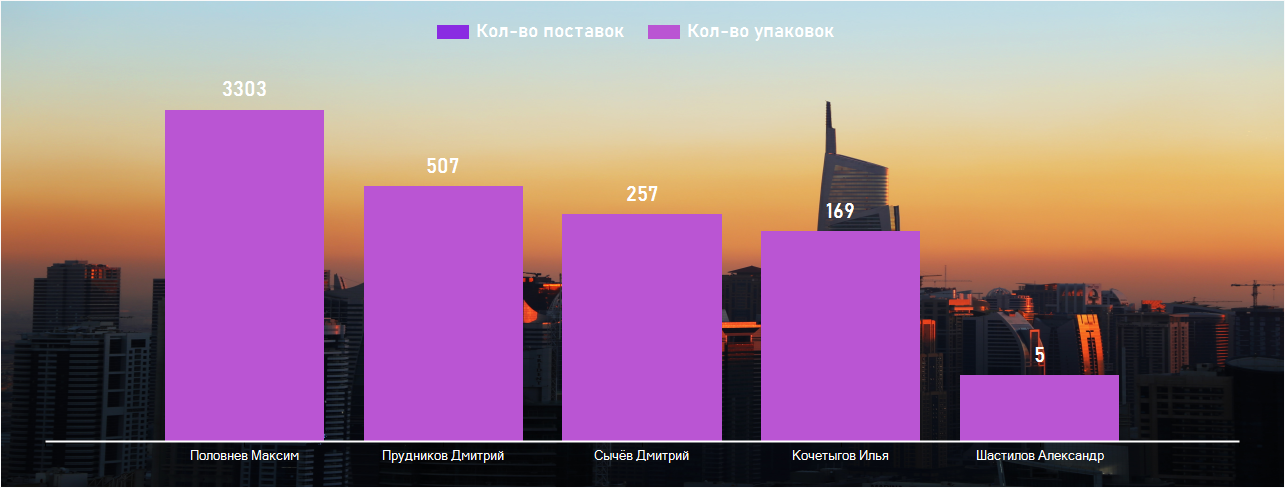 Кол-во поставок Кол-во упаковок
3303
507
257
169
5
Половнев Максим Прудников Дмитрий Сычёв Дмитрий Кочетыгов Илья Шастилов Александр